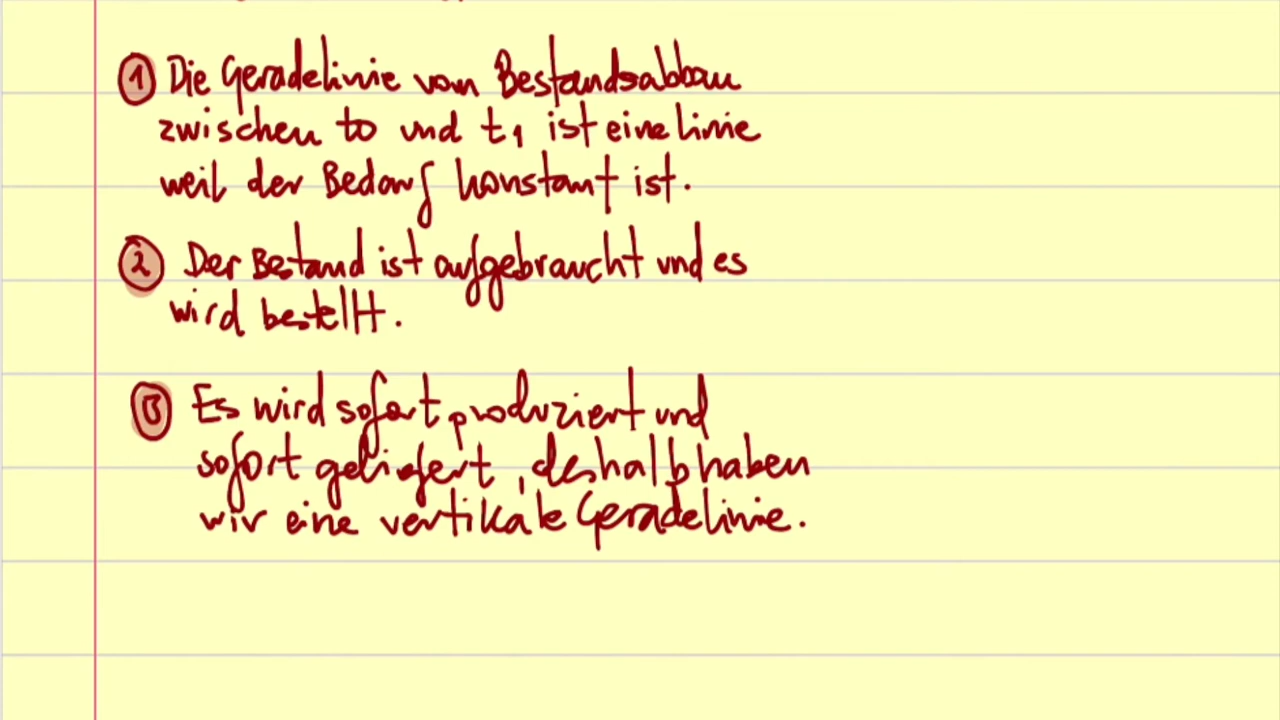 ① Die Geradelinie vom Bestandsabbau
zwischen to und t1 ist eine linie
weil der Bedarf konstant ist.
② Der Bestand ist aufgebraucht und es
wird bestellt.
③ Es wird sofort produziert und
sofort geliefert, deshalb haben
wir eine vertikale Geradelinie.